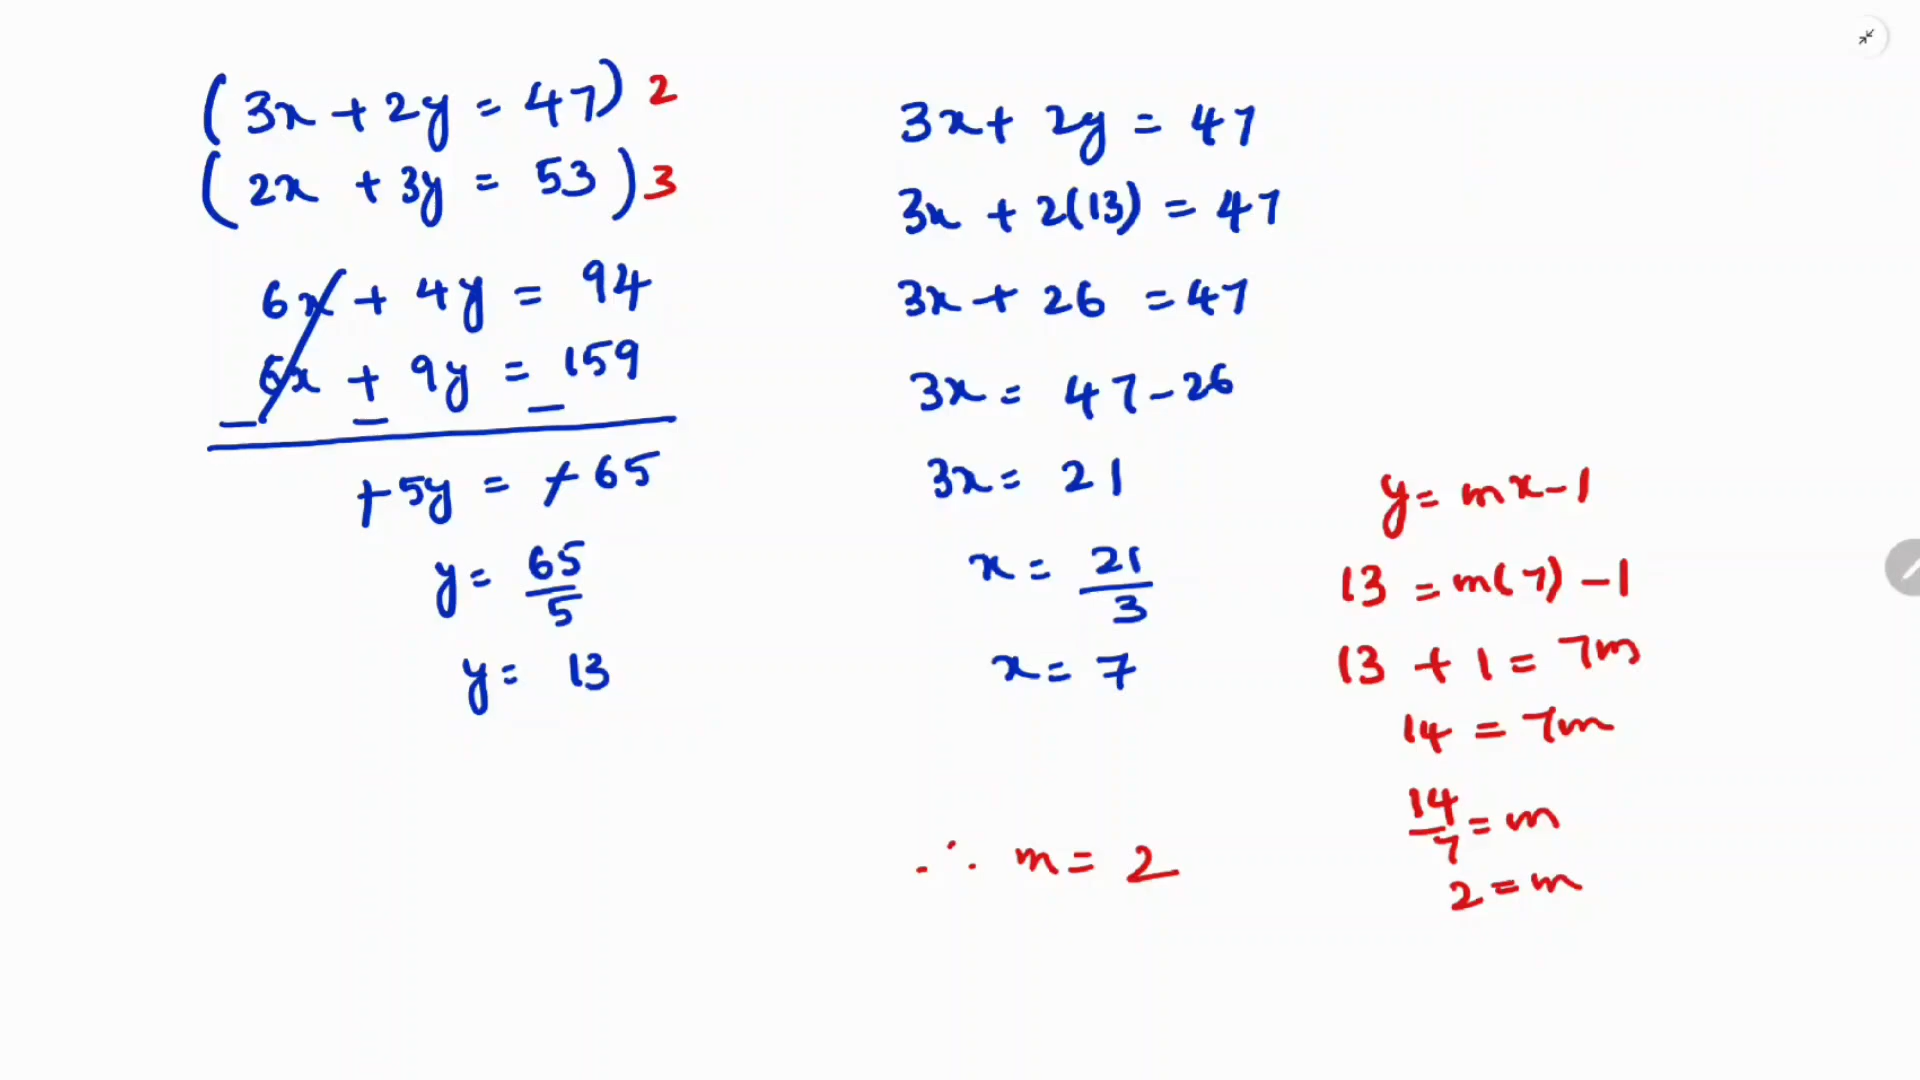 (3x + 2y = 47) 2
(2x + 3y = 53) 3
6x + 4y = 94
6x + 9y = 159
− − −
+5y = +65
y = 65/5
y = 13
3x + 2y = 47
3x + 2(13) = 47
3x + 26 = 47
3x = 47 - 26
3x = 21
x = 21/3
x = 7
y = mx - 1
13 = m(7) - 1
13 + 1 = 7m
14 = 7m
14/7 = m
2 = m
∴ m = 2